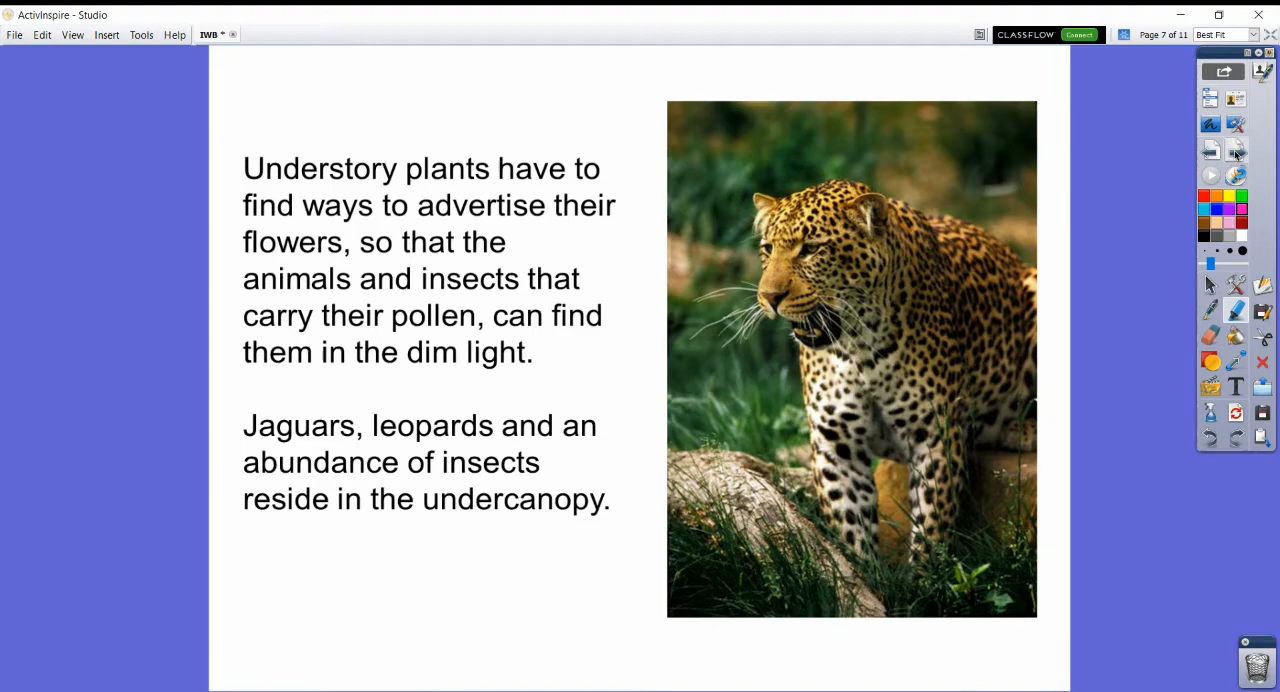 ActivInspire - Studio
File Edit View Insert Tools Help IWB * CLASSFLOW Connect Page 7 of 11 Best Fit
Understory plants have to
find ways to advertise their
flowers, so that the
animals and insects that
carry their pollen, can find
them in the dim light.
Jaguars, leopards and an
abundance of insects
reside in the undercanopy.